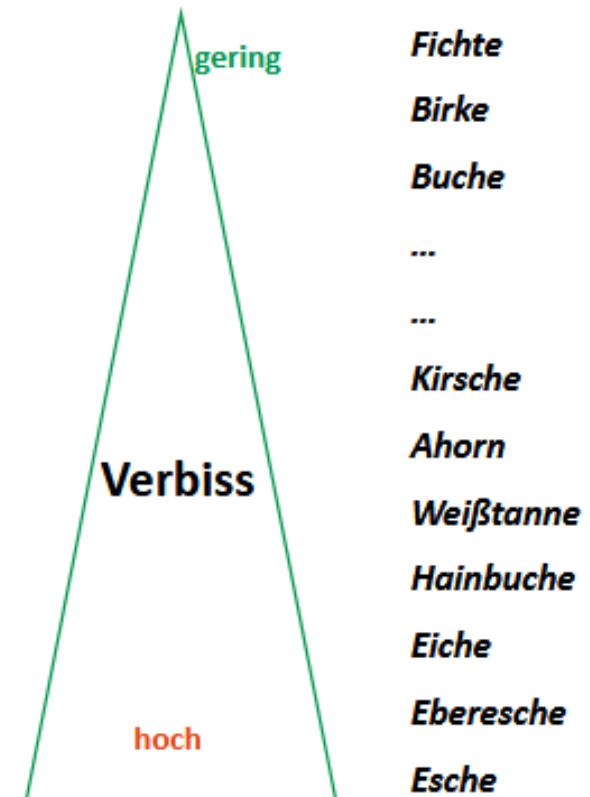 gering
Fichte
Birke
Buche
...
...
Kirsche
Ahorn
Verbiss
Weißtanne
Hainbuche
Eiche
Eberesche
hoch
Esche